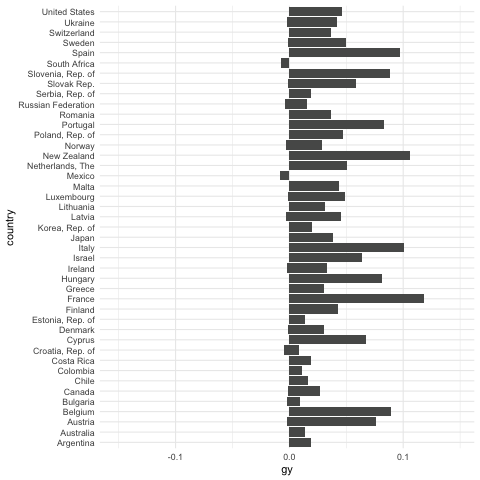 United States
Ukraine
Switzerland
Sweden
Spain
South Africa
Slovenia, Rep. of
Slovak Rep.
Serbia, Rep. of
Russian Federation
Romania
Portugal
Poland, Rep. of
Norway
New Zealand
Netherlands, The
Mexico
Malta
Luxembourg
Lithuania
Latvia
Korea, Rep. of
Japan
Italy
Israel
Ireland
Hungary
Greece
France
Finland
Estonia, Rep. of
Denmark
Cyprus
Croatia, Rep. of
Costa Rica
Colombia
Chile
Canada
Bulgaria
Belgium
Austria
Australia
Argentina
country
-0.1 0.0 0.1
gy